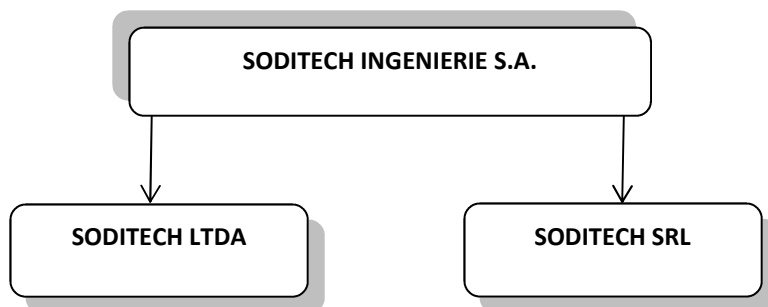 SODITECH INGENIERIE S.A.
SODITECH LTDA
SODITECH SRL